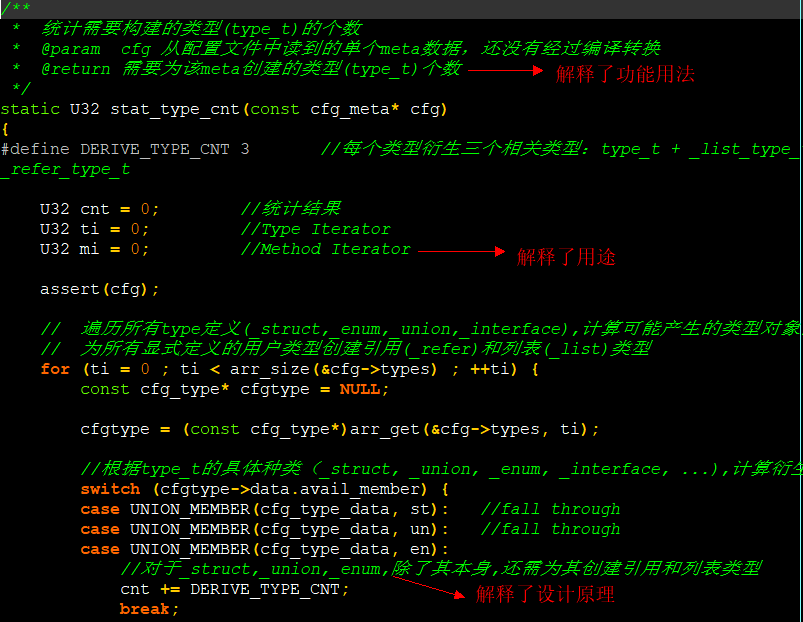 /**
 *  统计需要构建的类型(type_t)的个数
 *  @param  cfg 从配置文件中读到的单个meta数据，还没有经过编译转换
 *  @return 需要为该meta创建的类型(type_t)个数  解释了功能用法
 */
static U32 stat_type_cnt(const cfg_meta* cfg)
{
#define DERIVE_TYPE_CNT 3       //每个类型衍生三个相关类型：type_t + _list_type_
_refer_type_t
    U32 cnt = 0;        //统计结果
    U32 ti = 0;         //Type Iterator
    U32 mi = 0;         //Method Iterator  解释了用途
    assert(cfg);
    //  遍历所有type定义(_struct,_enum,_union,_interface),计算可能产生的类型对象
    //  为所有显式定义的用户类型创建引用(_refer)和列表(_list)类型
    for (ti = 0 ; ti < arr_size(&cfg->types) ; ++ti) {
        const cfg_type* cfgtype = NULL;
        cfgtype = (const cfg_type*)arr_get(&cfg->types, ti);
        //根据type_t的具体种类（_struct, _union, _enum, _interface, ...),计算衍生
        switch (cfgtype->data.avail_member) {
        case UNION_MEMBER(cfg_type_data, st):   //fall through
        case UNION_MEMBER(cfg_type_data, un):   //fall through
        case UNION_MEMBER(cfg_type_data, en):
            //对于_struct,_union,_enum,除了其本身,还需为其创建引用和列表类型
            cnt += DERIVE_TYPE_CNT;  解释了设计原理
            break;